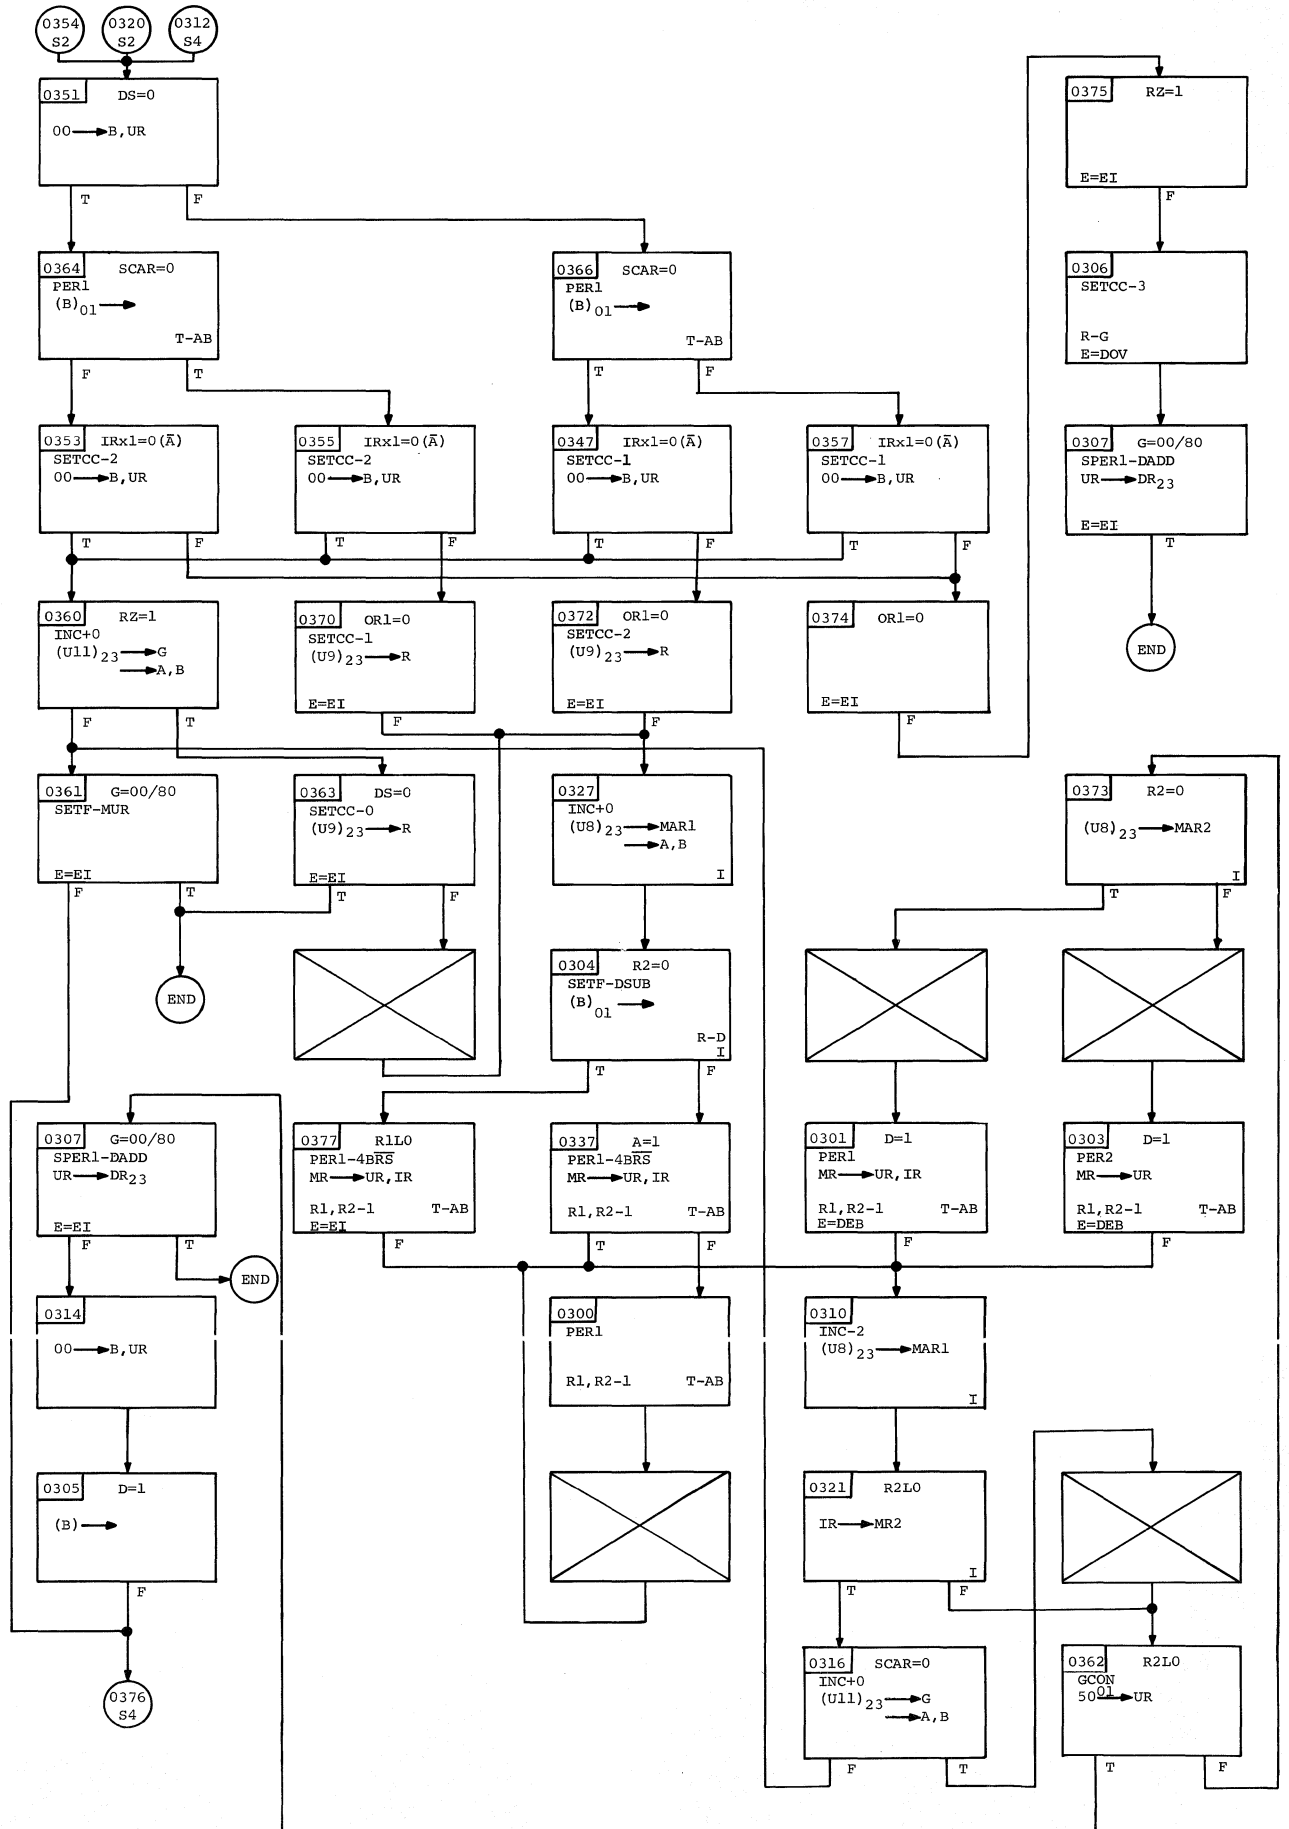 0354
S2
0320
S2
0312
S4
0351 DS=0
00 B,UR
T F
0375 RZ=1
E=EI
F
0364 SCAR=0
PER1
(B)01
T-AB
F T
0366 SCAR=0
PER1
(B)01
T-AB
T F
0306
SETCC-3
R-G
E=DOV
0353 IRx1=0(A̅)
SETCC-2
00 B,UR
T F
0355 IRx1=0(A̅)
SETCC-2
00 B,UR
T F
0347 IRx1=0(A̅)
SETCC-1
00 B,UR
T F
0357 IRx1=0(A̅)
SETCC-1
00 B,UR
T F
0307 G=00/80
SPER1-DADD
UR DR23
E=EI
T
END
0360 RZ=1
INC+0
(U11)23 G
A,B
F T
0370 OR1=0
SETCC-1
(U9)23 R
E=EI
F
0372 OR1=0
SETCC-2
(U9)23 R
E=EI
F
0374 OR1=0
E=EI
F
0361 G=00/80
SETF-MUR
E=EI
F T
END
0363 DS=0
SETCC-0
(U9)23 R
E=EI
T F
0327
INC+0
(U8)23 MAR1
A,B
I
0373 R2=0
(U8)23 MAR2
I
T F
0304 R2=0
SETF-DSUB
(B)01
R-D
I
T F
0307 G=00/80
SPER1-DADD
UR DR23
E=EI
F T
END
0377 R1L0
PER1-4BR̅S̅
MR UR,IR
R1,R2-1 T-AB
E=EI
F
0337 A=1
PER1-4BR̅S̅
MR UR,IR
R1,R2-1 T-AB
T F
0301 D=1
PER1
MR UR,IR
R1,R2-1 T-AB
E=DEB
F
0303 D=1
PER2
MR UR
R1,R2-1 T-AB
E=DEB
F
0314
00 B,UR
0300
PER1
R1,R2-1 T-AB
0310
INC-2
(U8)23 MAR1
I
0305 D=1
(B)
F
0376
S4
0321 R2L0
IR MR2
I
T F
0316 SCAR=0
INC+0
(U11)23 G
A,B
F T
0362 R2L0
GCON
5001 UR
T F